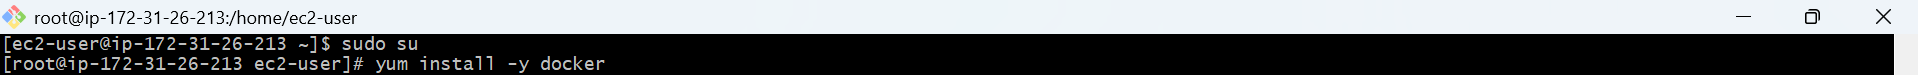 root@ip-172-31-26-213:/home/ec2-user
[ec2-user@ip-172-31-26-213 ~]$ sudo su
[root@ip-172-31-26-213 ec2-user]# yum install -y docker